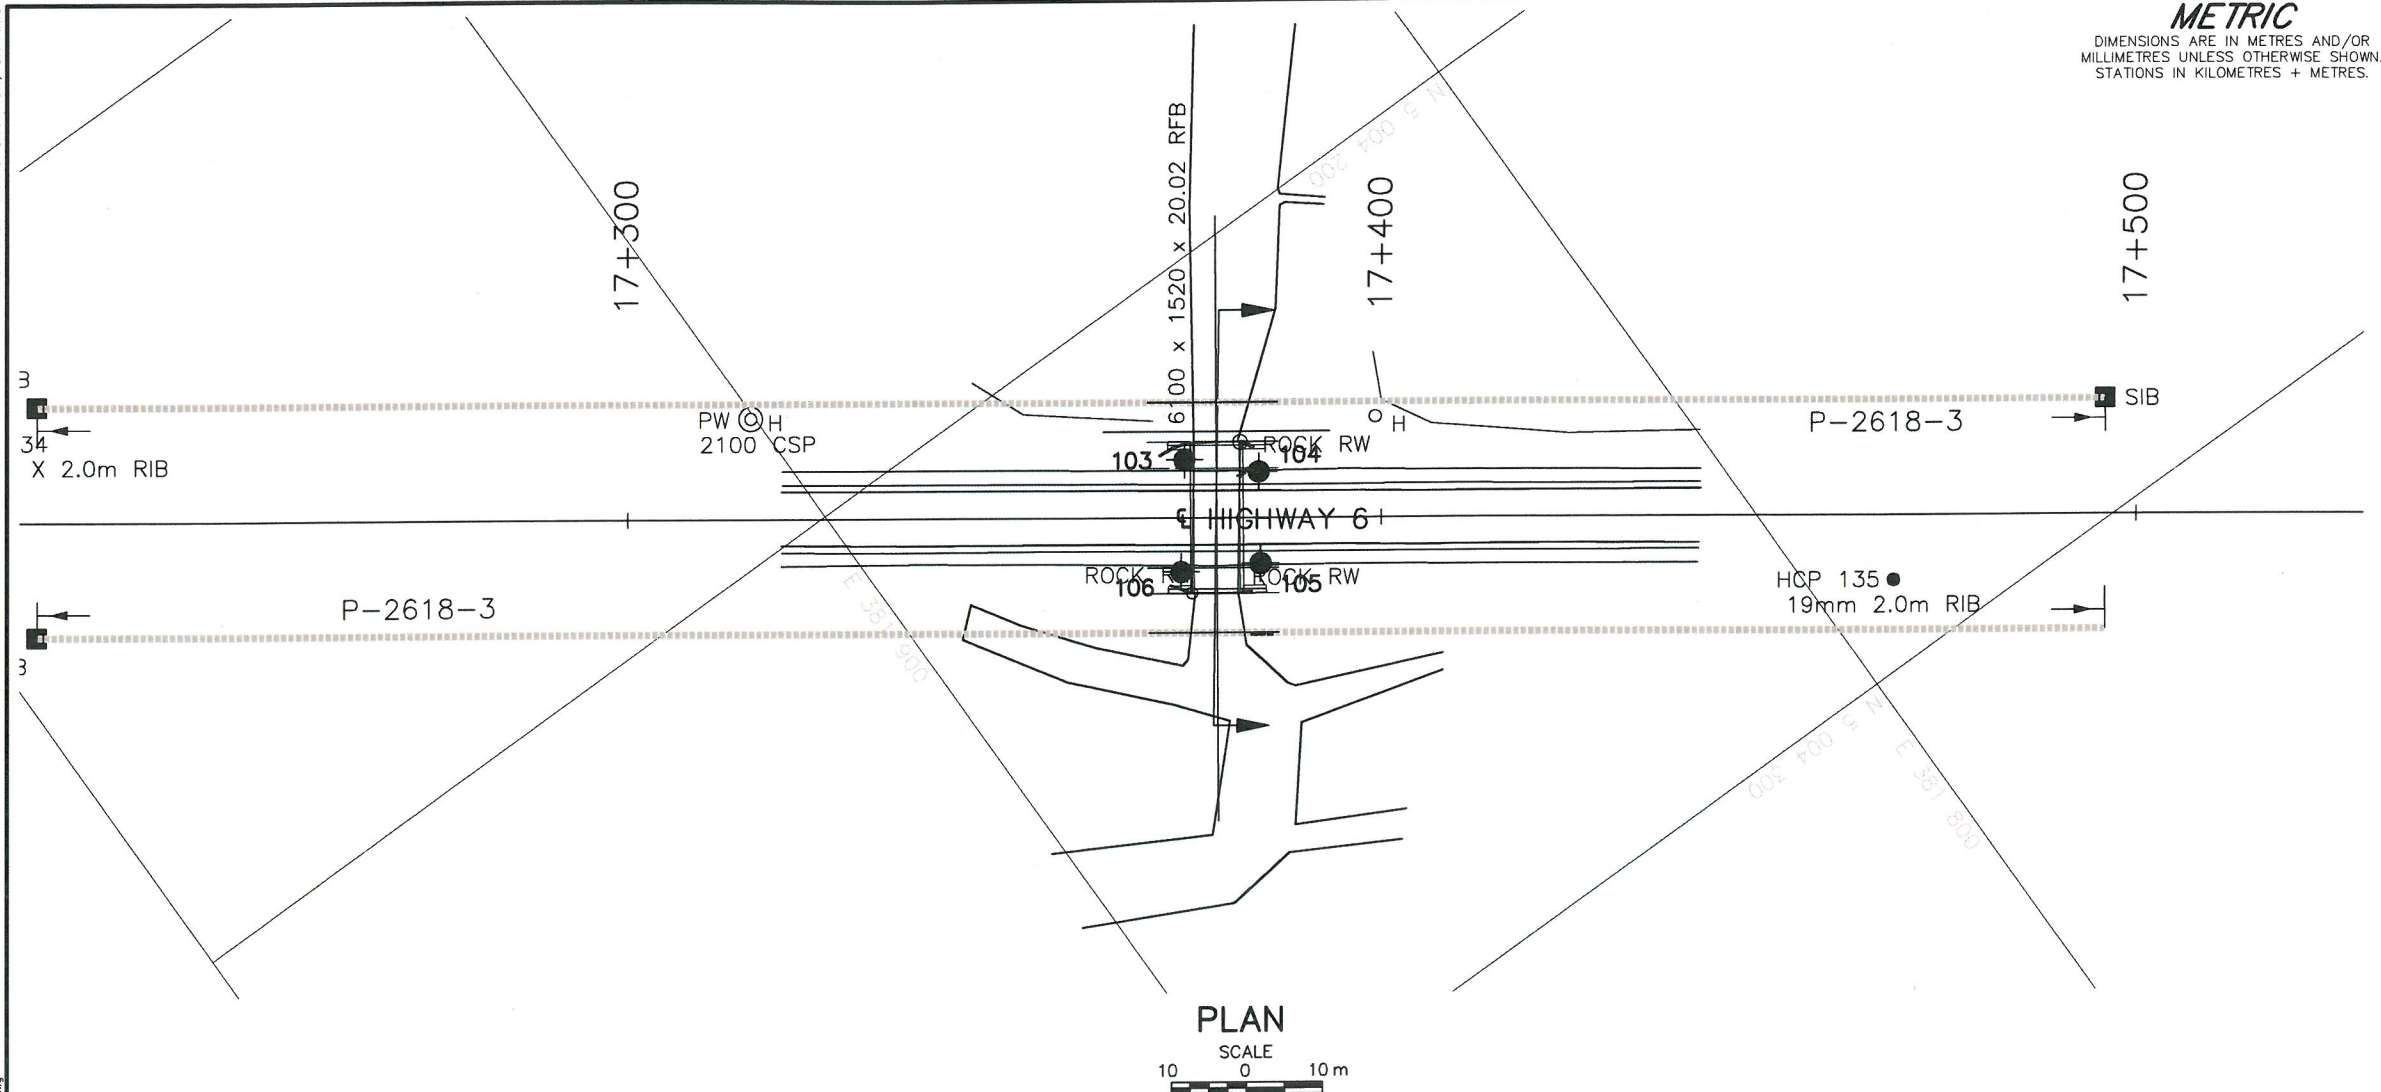 METRIC
DIMENSIONS ARE IN METRES AND/OR
MILLIMETRES UNLESS OTHERWISE SHOWN.
STATIONS IN KILOMETRES + METRES.
N 5 004 200
6100 x 1520 x 20.02 RFB
17+300
17+400
17+500
B
SIB
PW H
2100 CSP
H
P-2618-3
34
X 2.0m RIB
103
ROCK RW
104
℄ HIGHWAY 6
ROCK R
106
ROCK RW
105
HCP 135
19mm 2.0m RIB
P-2618-3
E 381 900
B
N 5 004 300
E 381 800
PLAN
SCALE
10 0 10 m